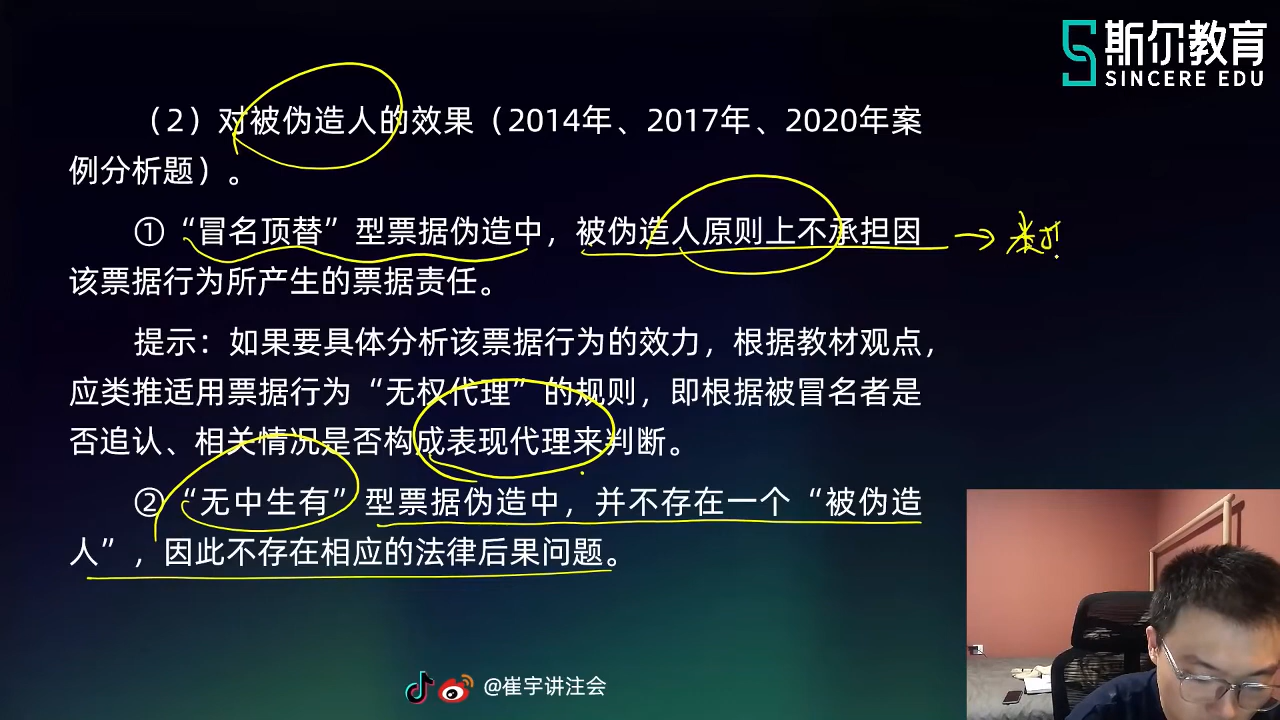 斯尔教育
SINCERE EDU
（2）对被伪造人的效果（2014年、2017年、2020年案
例分析题）。
①“冒名顶替”型票据伪造中，被伪造人原则上不承担因
该票据行为所产生的票据责任。
提示：如果要具体分析该票据行为的效力，根据教材观点，
应类推适用票据行为“无权代理”的规则，即根据被冒名者是
否追认、相关情况是否构成表现代理来判断。
②“无中生有”型票据伪造中，并不存在一个“被伪造
人”，因此不存在相应的法律后果问题。
@崔宇讲注会